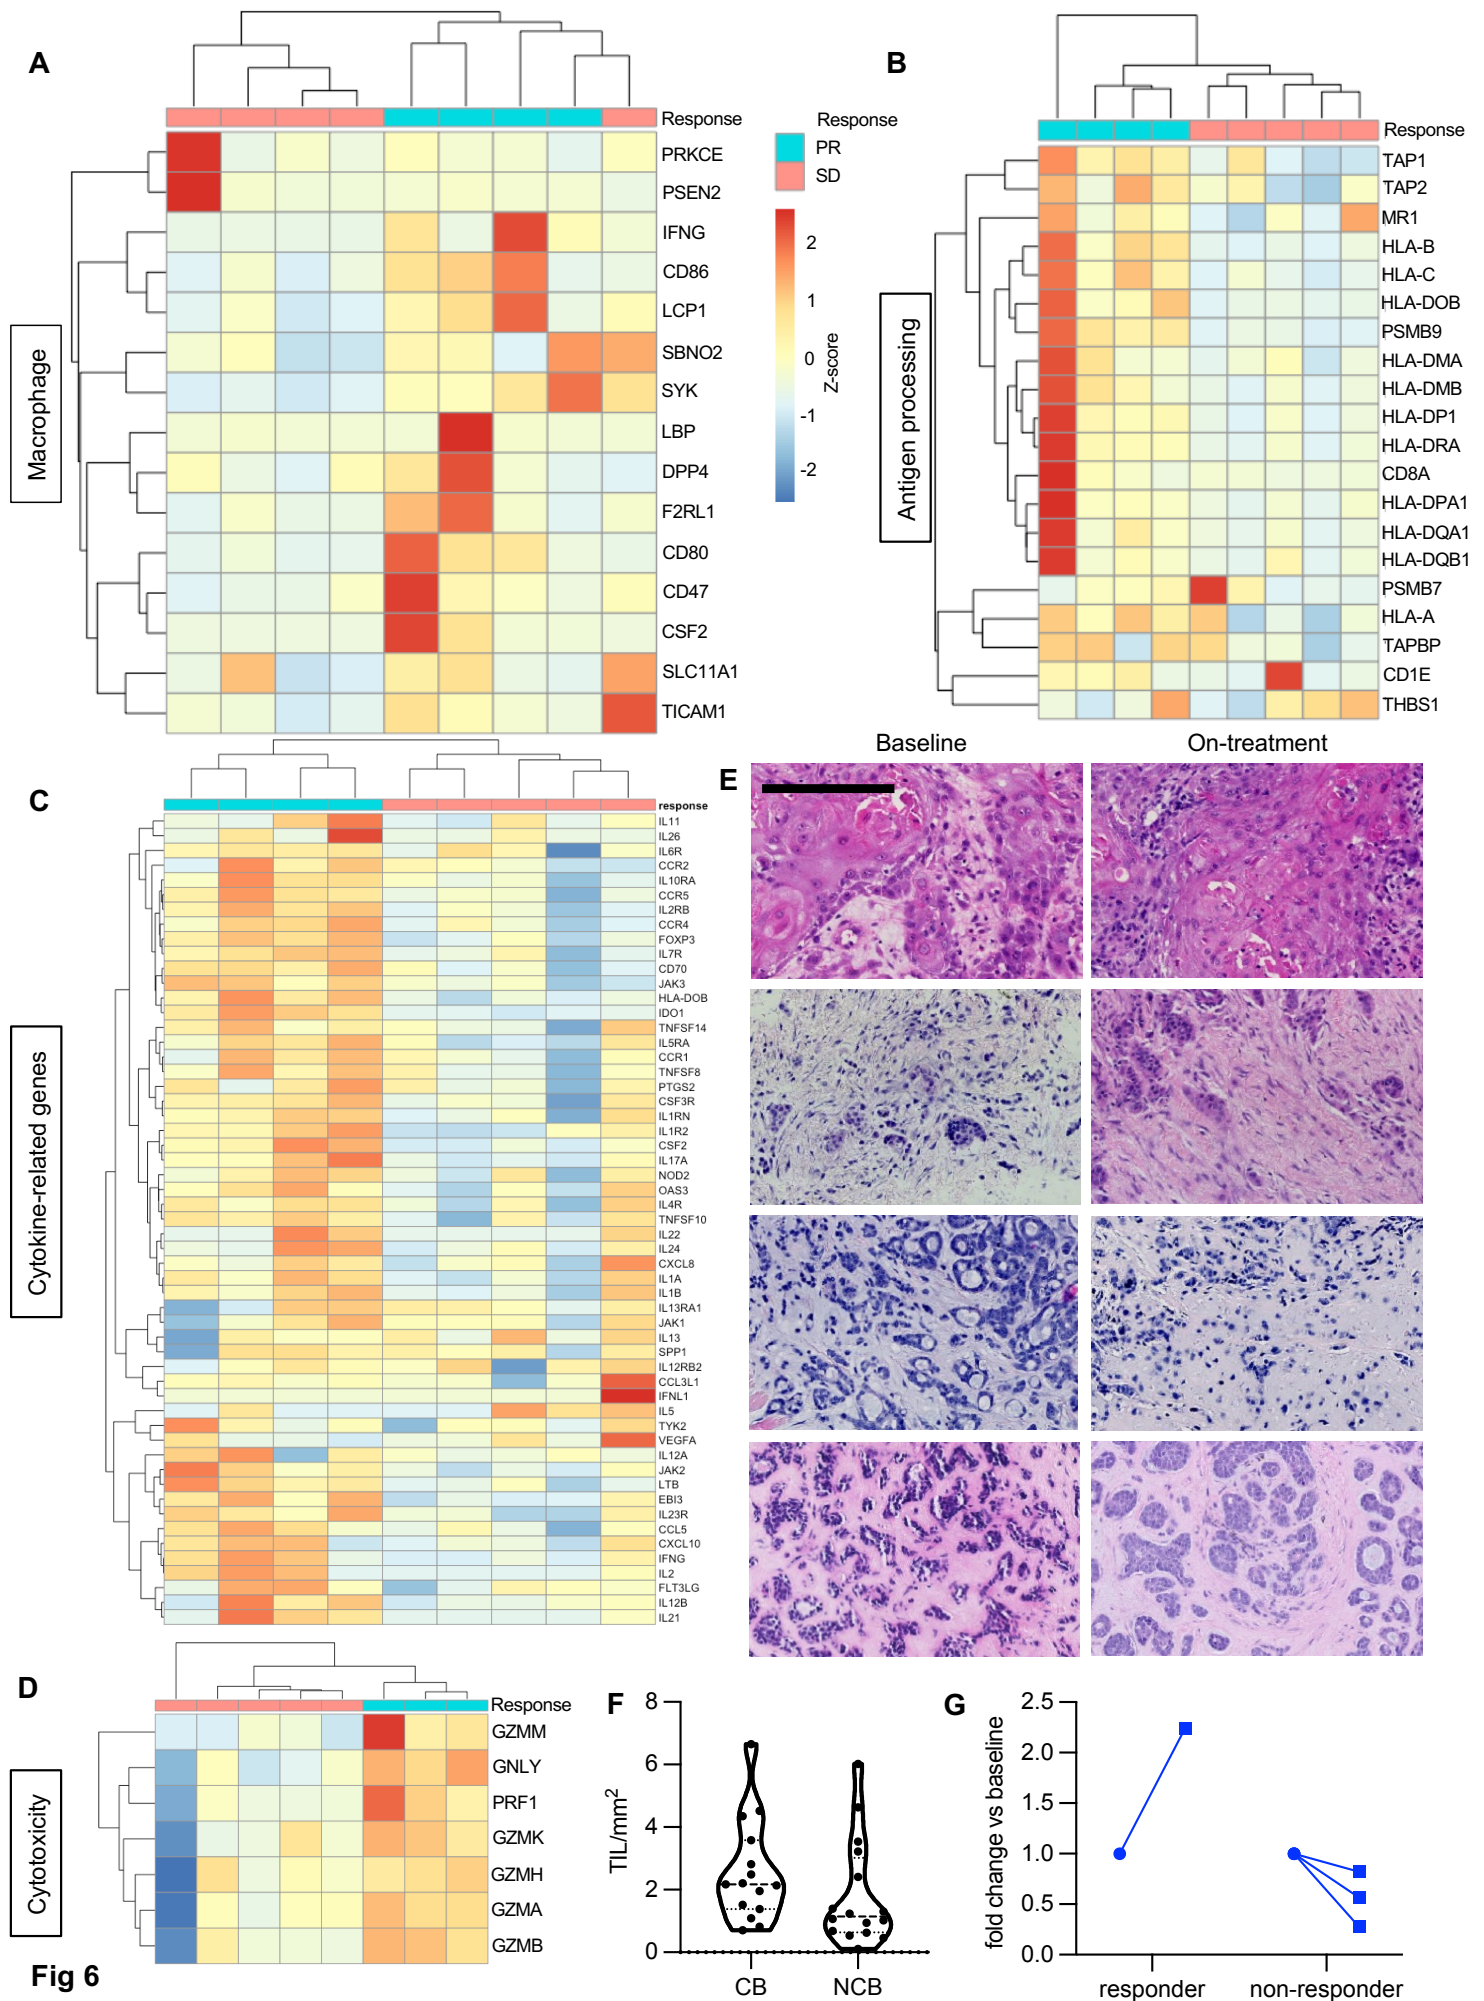 A
Response
PRKCE
PSEN2
IFNG
CD86
LCP1
SBNO2
SYK
LBP
DPP4
F2RL1
CD80
CD47
CSF2
SLC11A1
TICAM1
Macrophage
Response
PR
SD
2
1
0
-1
-2
Z-score
B
Response
TAP1
TAP2
MR1
HLA-B
HLA-C
HLA-DOB
PSMB9
HLA-DMA
HLA-DMB
HLA-DP1
HLA-DRA
CD8A
HLA-DPA1
HLA-DQA1
HLA-DQB1
PSMB7
HLA-A
TAPBP
CD1E
THBS1
Antigen processing
C
response
IL11
IL26
IL6R
CCR2
IL10RA
CCR5
IL2RB
CCR4
FOXP3
IL7R
CD70
JAK3
HLA-DOB
IDO1
TNFSF14
IL5RA
CCR1
TNFSF8
PTGS2
CSF3R
IL1RN
IL1R2
CSF2
IL17A
NOD2
OAS3
IL4R
TNFSF10
IL22
IL24
CXCL8
IL1A
IL1B
IL13RA1
JAK1
IL13
SPP1
IL12RB2
CCL3L1
IFNL1
IL5
TYK2
VEGFA
IL12A
JAK2
LTB
EBI3
IL23R
CCL5
CXCL10
IFNG
IL2
FLT3LG
IL12B
IL21
Cytokine-related genes
D
Response
GZMM
GNLY
PRF1
GZMK
GZMH
GZMA
GZMB
Cytotoxicity
E
Baseline
On-treatment
F
TIL/mm2
8
6
4
2
0
CB
NCB
G
fold change vs baseline
2.5
2.0
1.5
1.0
0.5
0.0
responder
non-responder
Fig 6